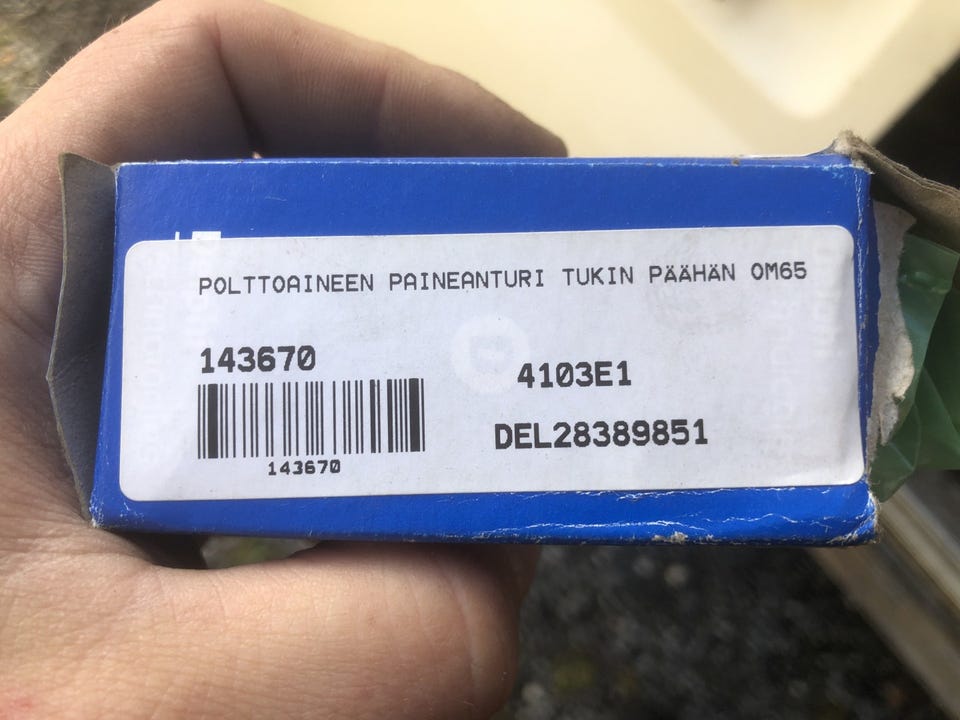 POLTTOAINEEN PAINEANTURI TUKIN PÄÄHÄN OM65
143670
4103E1
DEL28389851
143670